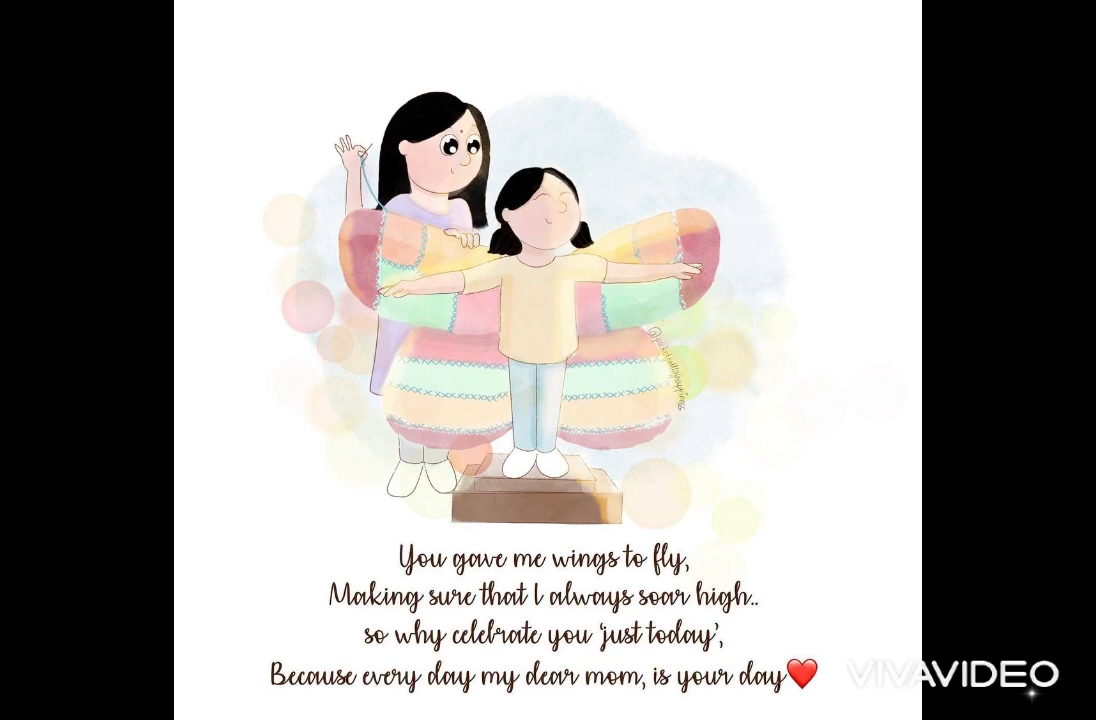 @pocketfullofhappiness
You gave me wings to fly,
Making sure that I always soar high..
so why celebrate you 'just today',
Because every day my dear mom, is your day❤️
VIVAVIDEO